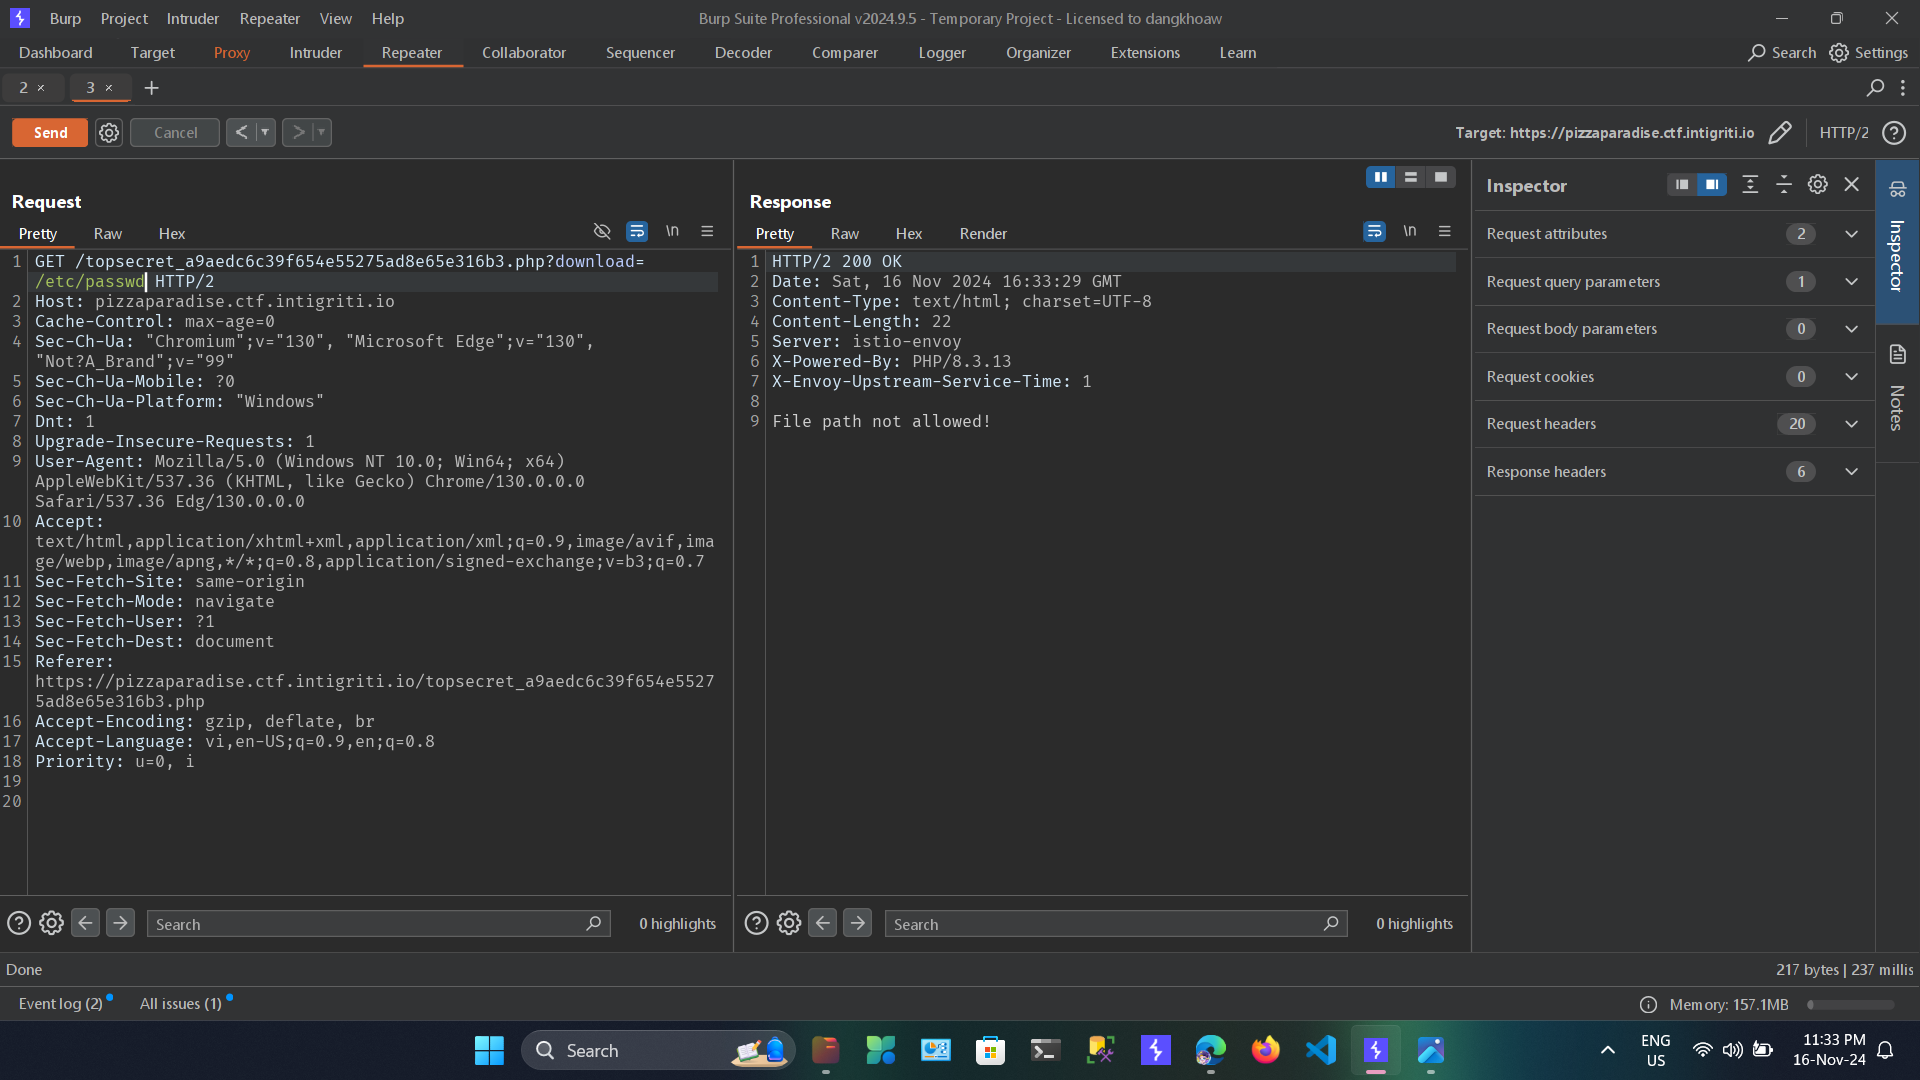 Burp Project Intruder Repeater View Help Burp Suite Professional v2024.9.5 - Temporary Project - Licensed to dangkhoaw
Dashboard Target Proxy Intruder Repeater Collaborator Sequencer Decoder Comparer Logger Organizer Extensions Learn Search Settings
2 × 3 × +
Send Cancel < > Target: https://pizzaparadise.ctf.intigriti.io HTTP/2
Request
Pretty Raw Hex \n
1 GET /topsecret_a9aedc6c39f654e55275ad8e65e316b3.php?download=
/etc/passwd HTTP/2
2 Host: pizzaparadise.ctf.intigriti.io
3 Cache-Control: max-age=0
4 Sec-Ch-Ua: "Chromium";v="130", "Microsoft Edge";v="130",
"Not?A_Brand";v="99"
5 Sec-Ch-Ua-Mobile: ?0
6 Sec-Ch-Ua-Platform: "Windows"
7 Dnt: 1
8 Upgrade-Insecure-Requests: 1
9 User-Agent: Mozilla/5.0 (Windows NT 10.0; Win64; x64)
AppleWebKit/537.36 (KHTML, like Gecko) Chrome/130.0.0.0
Safari/537.36 Edg/130.0.0.0
10 Accept:
text/html,application/xhtml+xml,application/xml;q=0.9,image/avif,ima
ge/webp,image/apng,*/*;q=0.8,application/signed-exchange;v=b3;q=0.7
11 Sec-Fetch-Site: same-origin
12 Sec-Fetch-Mode: navigate
13 Sec-Fetch-User: ?1
14 Sec-Fetch-Dest: document
15 Referer:
https://pizzaparadise.ctf.intigriti.io/topsecret_a9aedc6c39f654e5527
5ad8e65e316b3.php
16 Accept-Encoding: gzip, deflate, br
17 Accept-Language: vi,en-US;q=0.9,en;q=0.8
18 Priority: u=0, i
19
20
Search 0 highlights
Response
Pretty Raw Hex Render \n
1 HTTP/2 200 OK
2 Date: Sat, 16 Nov 2024 16:33:29 GMT
3 Content-Type: text/html; charset=UTF-8
4 Content-Length: 22
5 Server: istio-envoy
6 X-Powered-By: PHP/8.3.13
7 X-Envoy-Upstream-Service-Time: 1
8
9 File path not allowed!
Search 0 highlights
Inspector
Request attributes 2
Request query parameters 1
Request body parameters 0
Request cookies 0
Request headers 20
Response headers 6
Inspector
Notes
Done 217 bytes | 237 millis
Event log (2) All issues (1) Memory: 157.1MB
Search ENG 11:33 PM
US 16-Nov-24